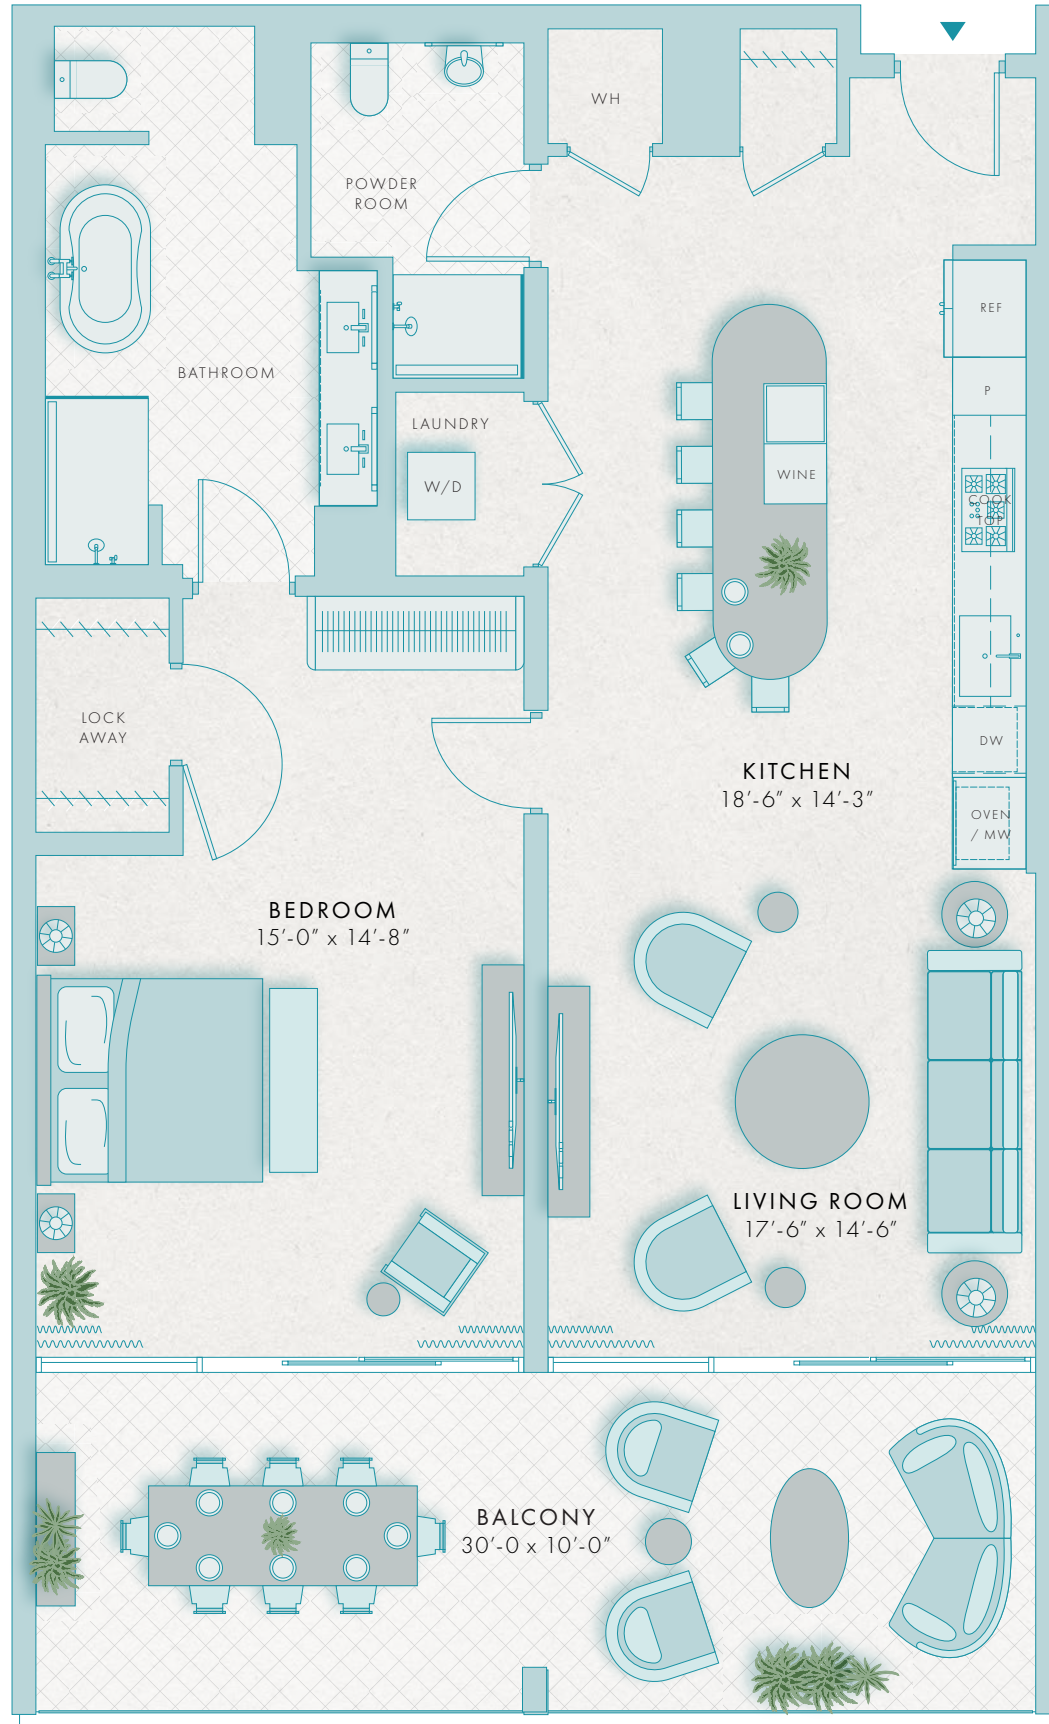 WH
POWDER
ROOM
REF
BATHROOM
P
LAUNDRY
W/D
WINE
COOK
TOP
LOCK
AWAY
DW
KITCHEN
18’-6” x 14’-3”
OVEN
/ MW
BEDROOM
15’-0” x 14’-8”
LIVING ROOM
17’-6” x 14’-6”
BALCONY
30’-0 x 10’-0”